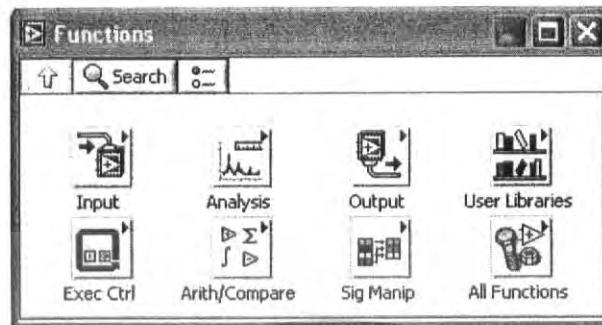 Functions
Search
Input Analysis Output User Libraries
Exec Ctrl Arith/Compare Sig Manip All Functions